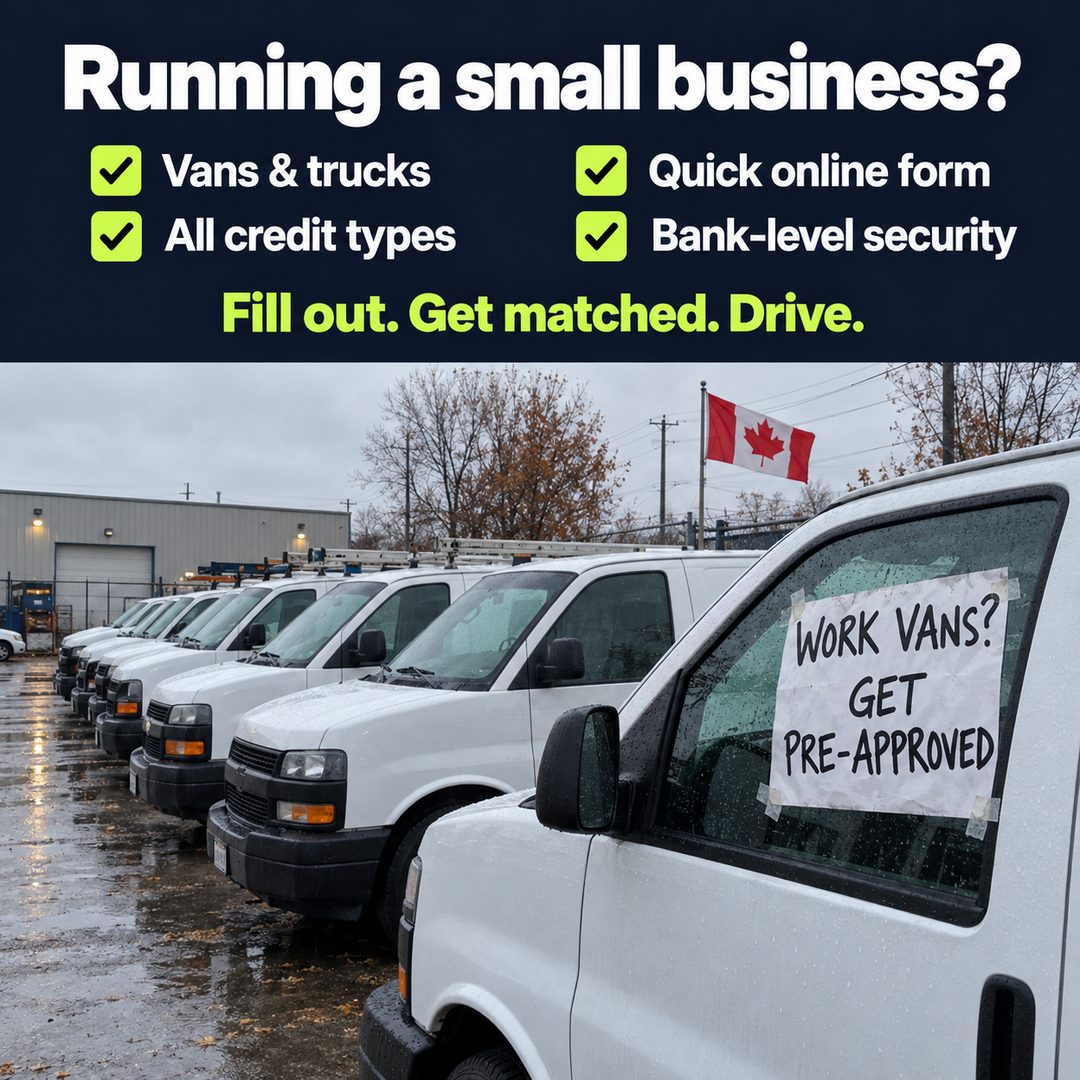 Running a small business?
Vans & trucks
Quick online form
All credit types
Bank-level security
Fill out. Get matched. Drive.
WORK VANS?
GET
PRE-APPROVED